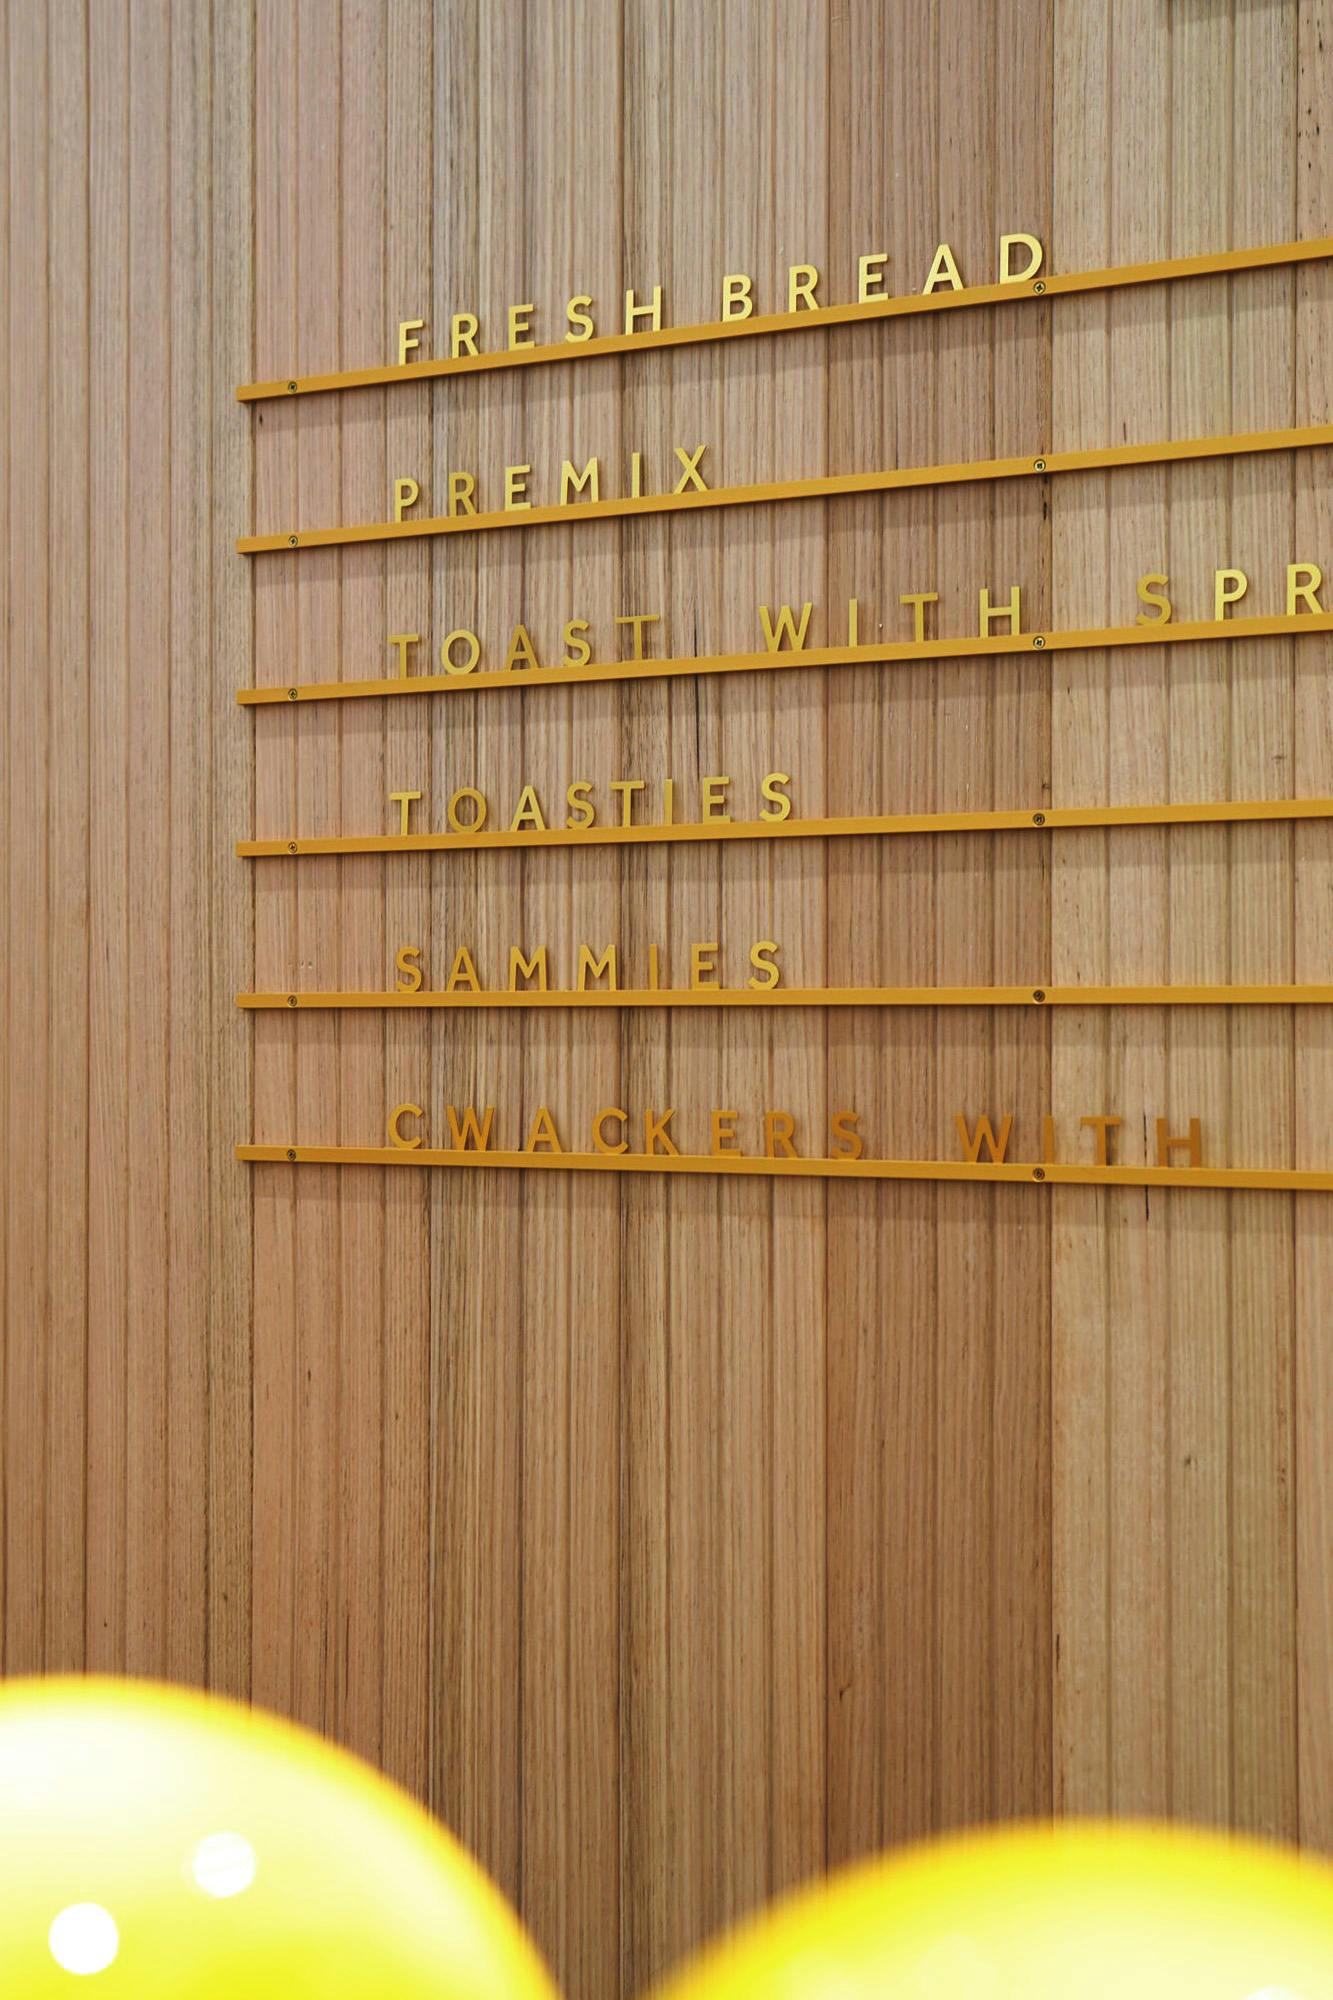 FRESH BREAD
PREMIX
TOAST WITH SPR
TOASTIES
SAMMIES
CWACKERS WITH